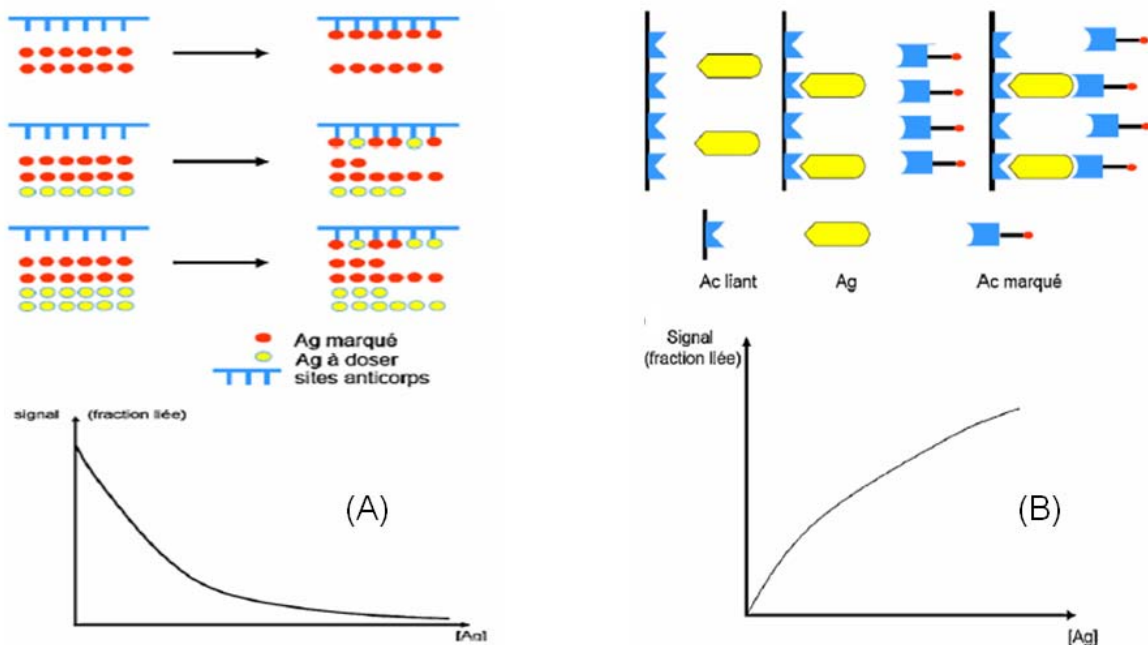 Ag marqué
Ag à doser
sites anticorps
signal (fraction liée)
(A)
[Ag]
Ac liant
Ag
Ac marqué
Signal
(fraction liée)
(B)
[Ag]